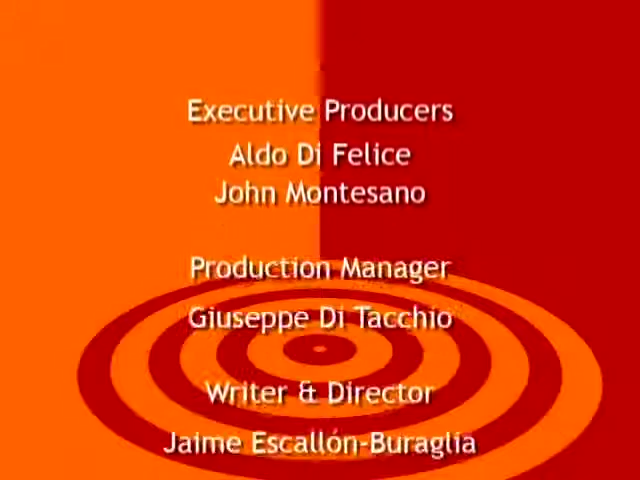 Executive Producers
Aldo Di Felice
John Montesano
Production Manager
Giuseppe Di Tacchio
Writer & Director
Jaime Escallón-Buraglia